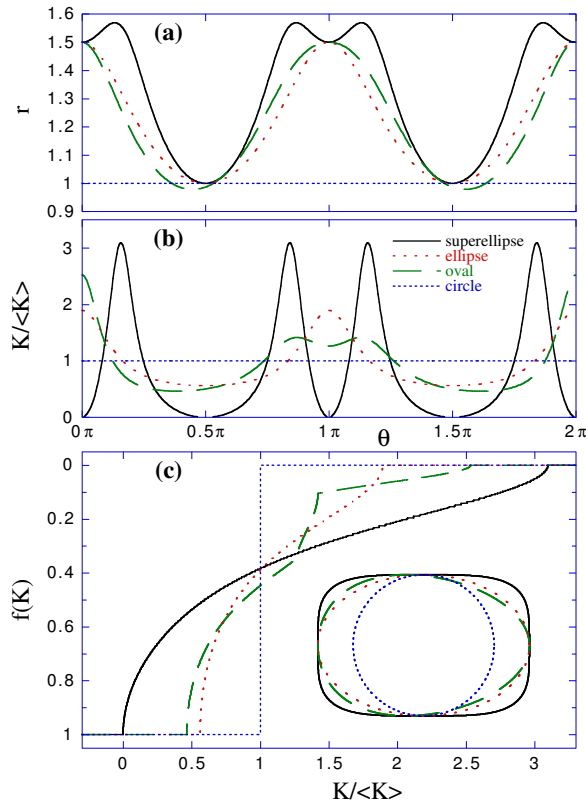 1.6
(a)
1.5
1.4
1.3
r
1.2
1.1
1
0.9
(b)
3
superellipse
ellipse
oval
circle
2
K/<K>
1
0
0π
0.5π
1π
θ
1.5π
2π
0
(c)
0.2
0.4
f(K)
0.6
0.8
1
0
0.5
1
1.5
2
2.5
3
K/<K>